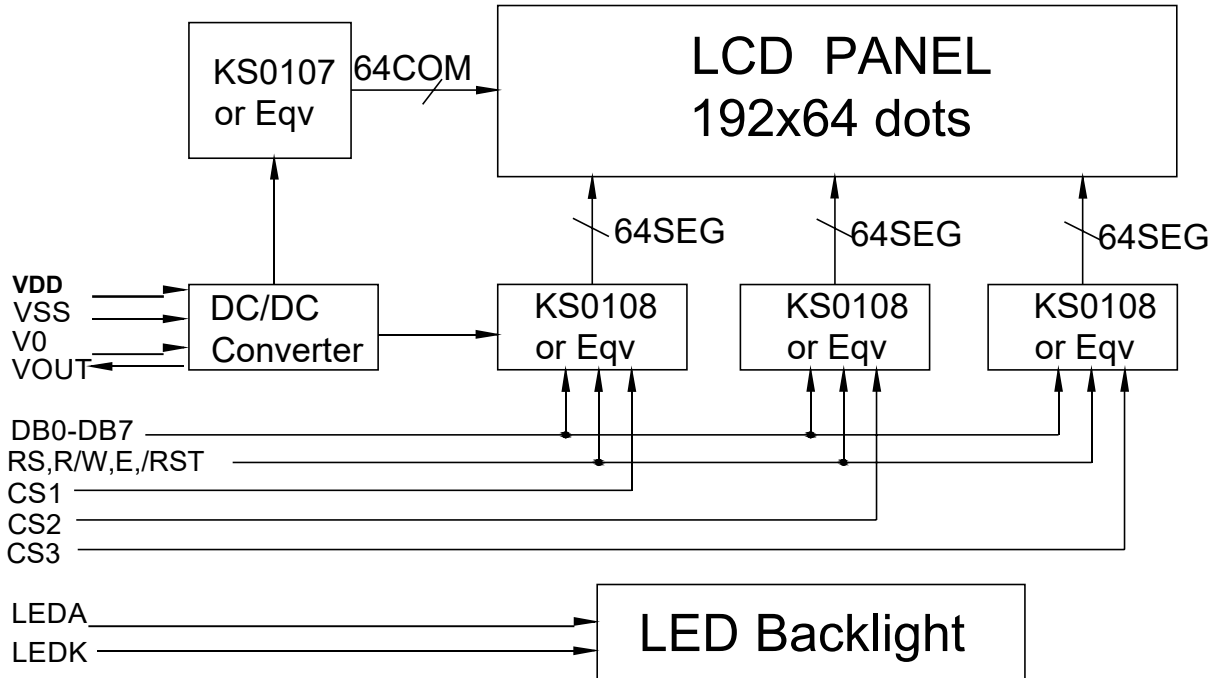 KS0107
or Eqv
64COM
LCD PANEL
192x64 dots
64SEG
64SEG
64SEG
VDD
VSS
V0
VOUT
DC/DC
Converter
KS0108
or Eqv
KS0108
or Eqv
KS0108
or Eqv
DB0-DB7
RS,R/W,E,/RST
CS1
CS2
CS3
LEDA
LEDK
LED Backlight